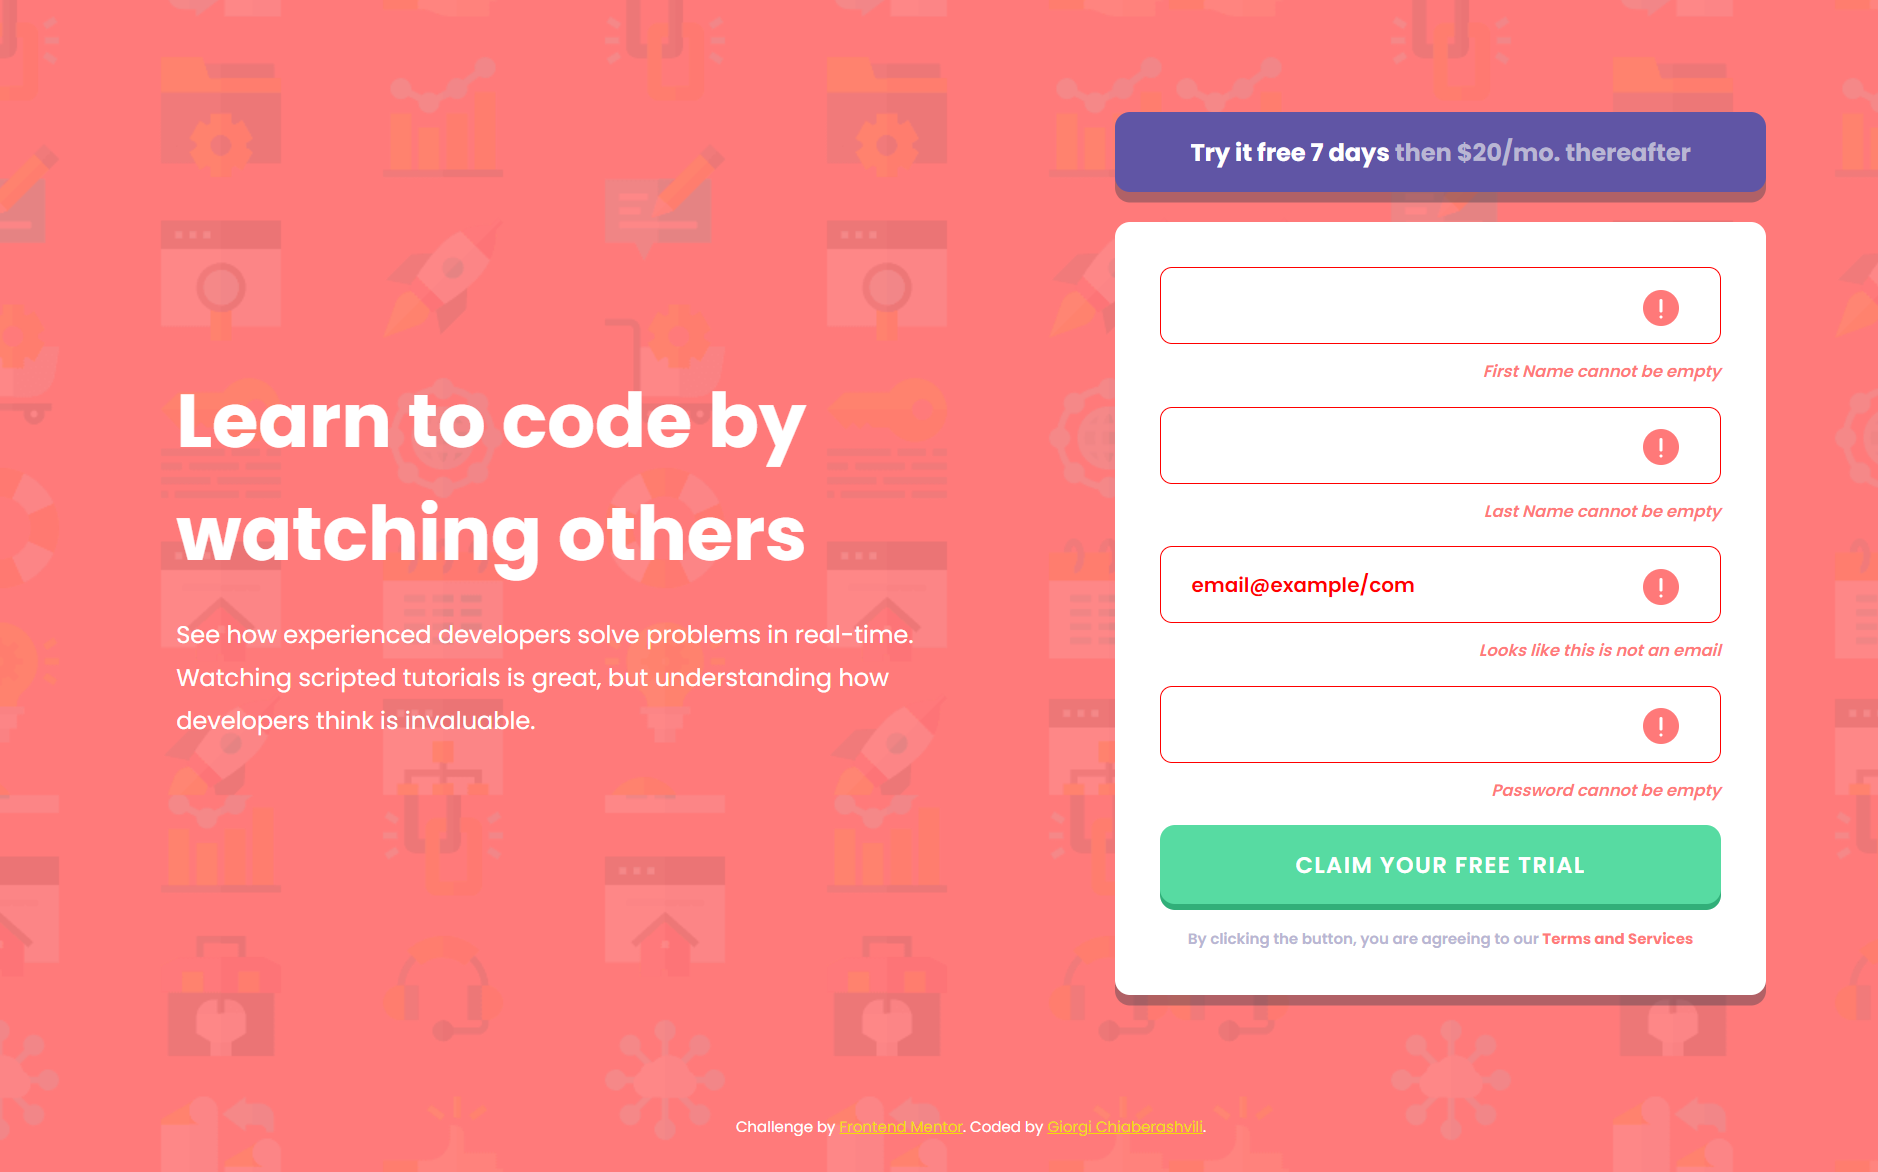 Learn to code by
watching others
See how experienced developers solve problems in real-time.
Watching scripted tutorials is great, but understanding how
developers think is invaluable.
Try it free 7 days then $20/mo. thereafter
First Name cannot be empty
Last Name cannot be empty
email@example/com
Looks like this is not an email
Password cannot be empty
CLAIM YOUR FREE TRIAL
By clicking the button, you are agreeing to our Terms and Services
Challenge by Frontend Mentor. Coded by Giorgi Chiaberashvili.